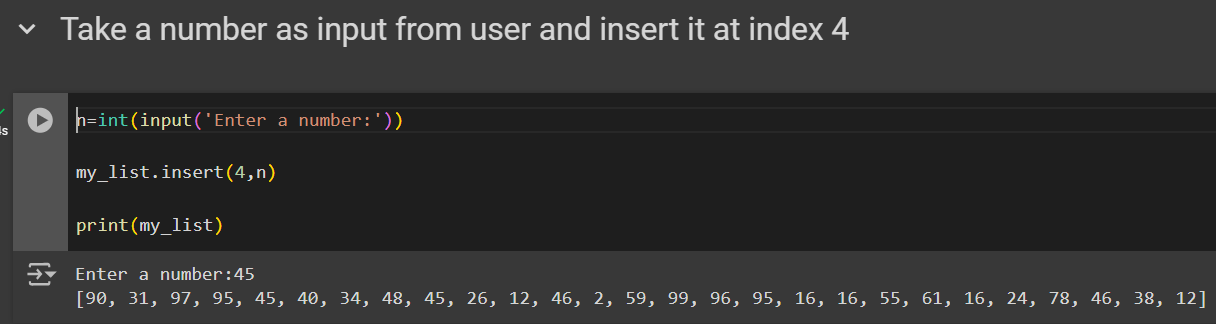 Take a number as input from user and insert it at index 4
n=int(input('Enter a number:'))
my_list.insert(4,n)
print(my_list)
Enter a number:45
[90, 31, 97, 95, 45, 40, 34, 48, 45, 26, 12, 46, 2, 59, 99, 96, 95, 16, 16, 55, 61, 16, 24, 78, 46, 38, 12]